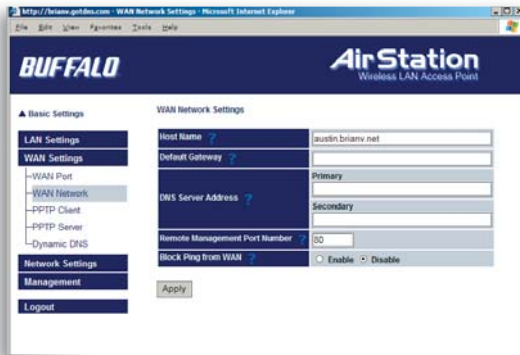 http://brianv.gotdns.com - WAN Network Settings - Microsoft Internet Explorer
File Edit View Favorites Tools Help
BUFFALO
AirStation
Wireless LAN Access Point
Basic Settings
LAN Settings
WAN Settings
WAN Port
WAN Network
PPTP Client
PPTP Server
Dynamic DNS
Network Settings
Management
Logout
WAN Network Settings
Host Name ?
austin.brianv.net
Default Gateway ?
DNS Server Address ?
Primary
Secondary
Remote Management Port Number ?
80
Block Ping from WAN ?
Enable Disable
Apply